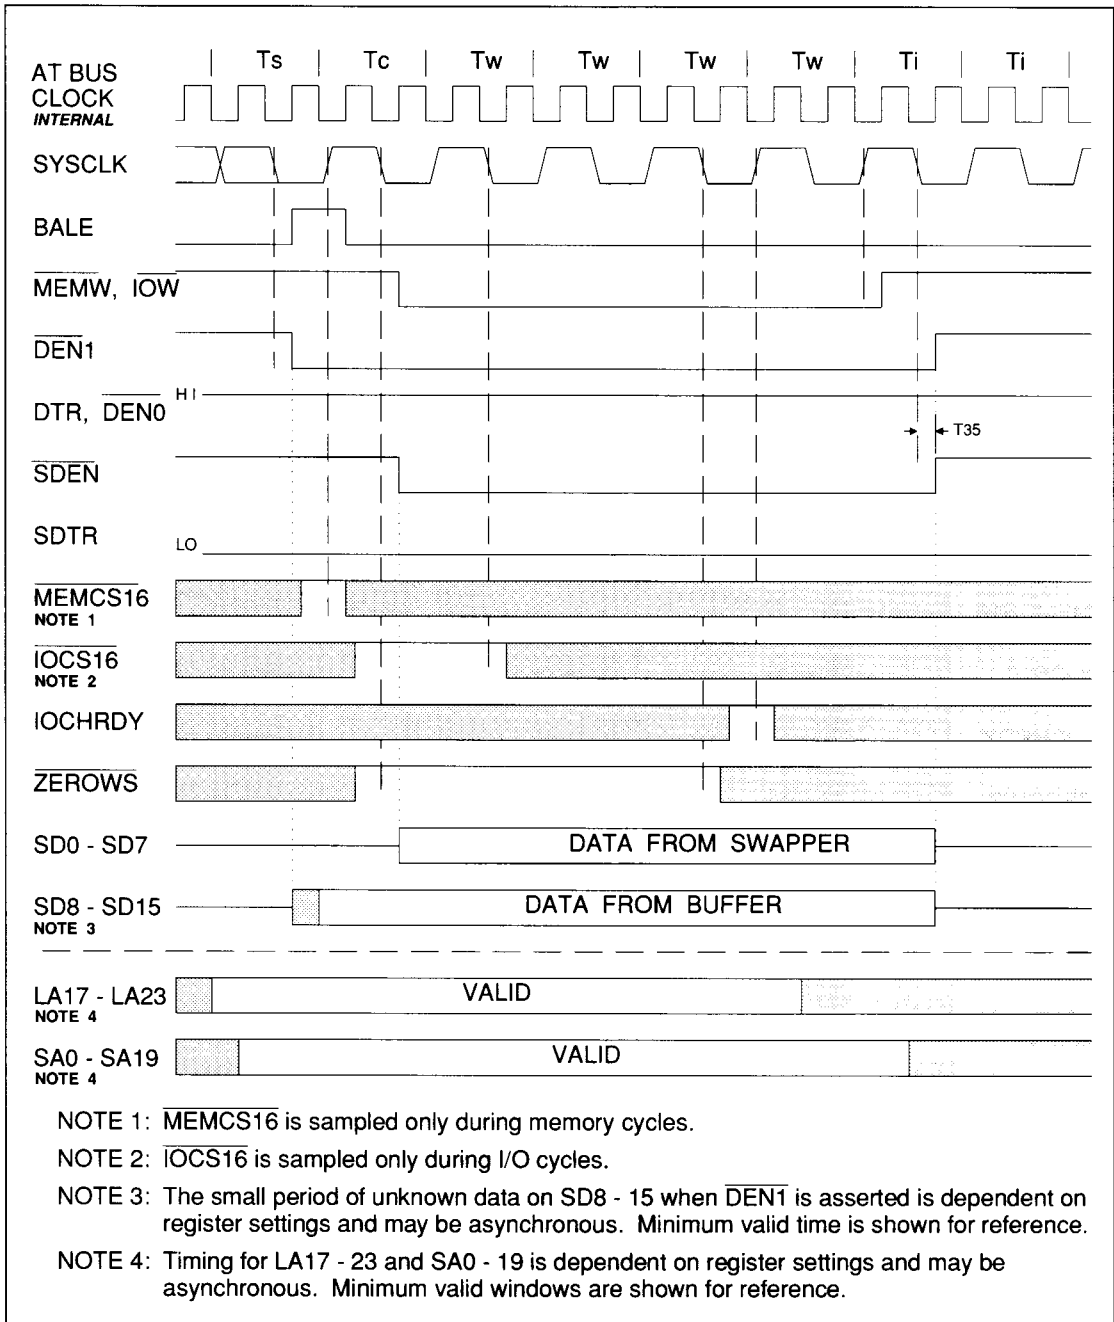 Ts | Tc | Tw | Tw | Tw | Tw | Ti | Ti |
AT BUS
CLOCK
INTERNAL
SYSCLK
BALE
MEMW, IOW
DEN1
HI
DTR, DEN0
T35
SDEN
SDTR
LO
MEMCS16
NOTE 1
IOCS16
NOTE 2
IOCHRDY
ZEROWS
SD0 - SD7
DATA FROM SWAPPER
SD8 - SD15
DATA FROM BUFFER
NOTE 3
LA17 - LA23
VALID
NOTE 4
SA0 - SA19
VALID
NOTE 4
NOTE 1: MEMCS16 is sampled only during memory cycles.
NOTE 2: IOCS16 is sampled only during I/O cycles.
NOTE 3: The small period of unknown data on SD8 - 15 when DEN1 is asserted is dependent on
register settings and may be asynchronous. Minimum valid time is shown for reference.
NOTE 4: Timing for LA17 - 23 and SA0 - 19 is dependent on register settings and may be
asynchronous. Minimum valid windows are shown for reference.